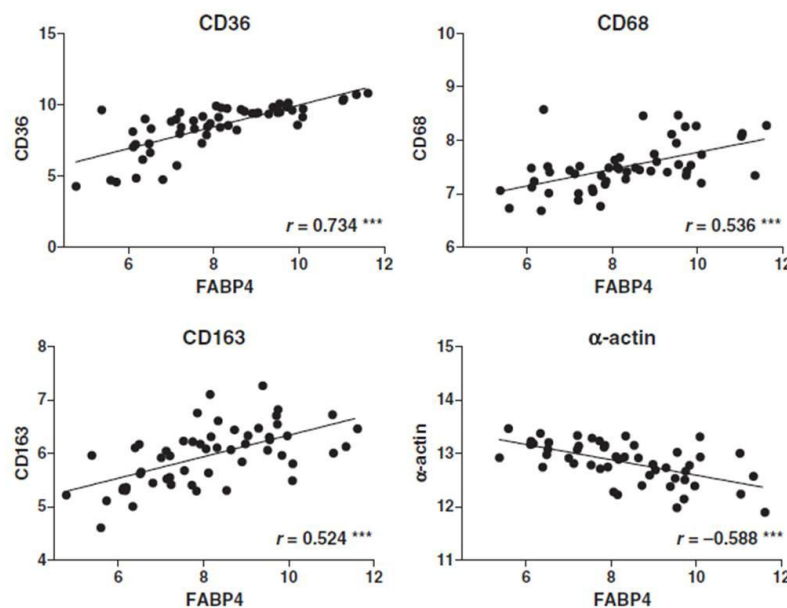 CD36
15
10
5
0
CD36
r = 0.734 ***
6 8 10 12
FABP4
CD68
10
9
8
7
6
CD68
r = 0.536 ***
6 8 10 12
FABP4
CD163
8
7
6
5
4
CD163
r = 0.524 ***
6 8 10 12
FABP4
α-actin
15
14
13
12
11
α-actin
r = –0.588 ***
6 8 10 12
FABP4